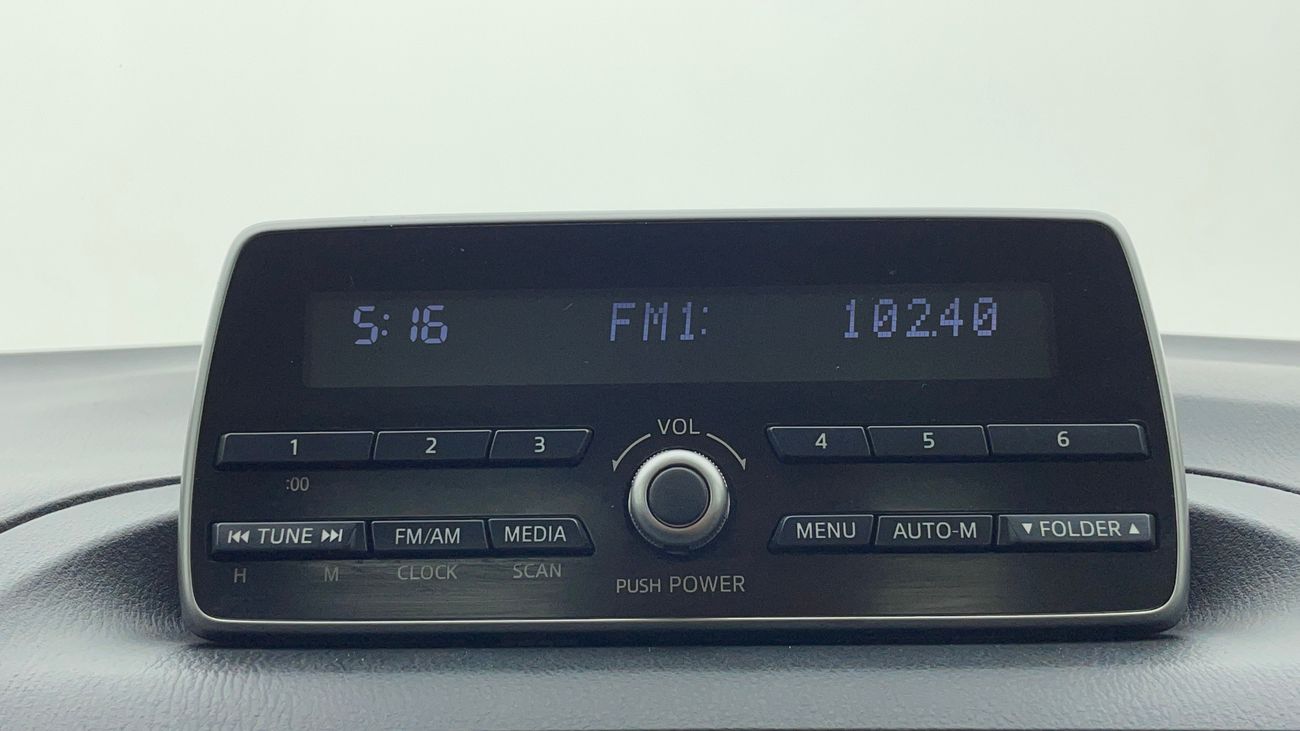 5:16 FM1: 102.40
VOL
1 2 3 4 5 6
:00
⏮ TUNE ⏭ FM/AM MEDIA MENU AUTO-M ▼ FOLDER ▲
H M CLOCK SCAN
PUSH POWER